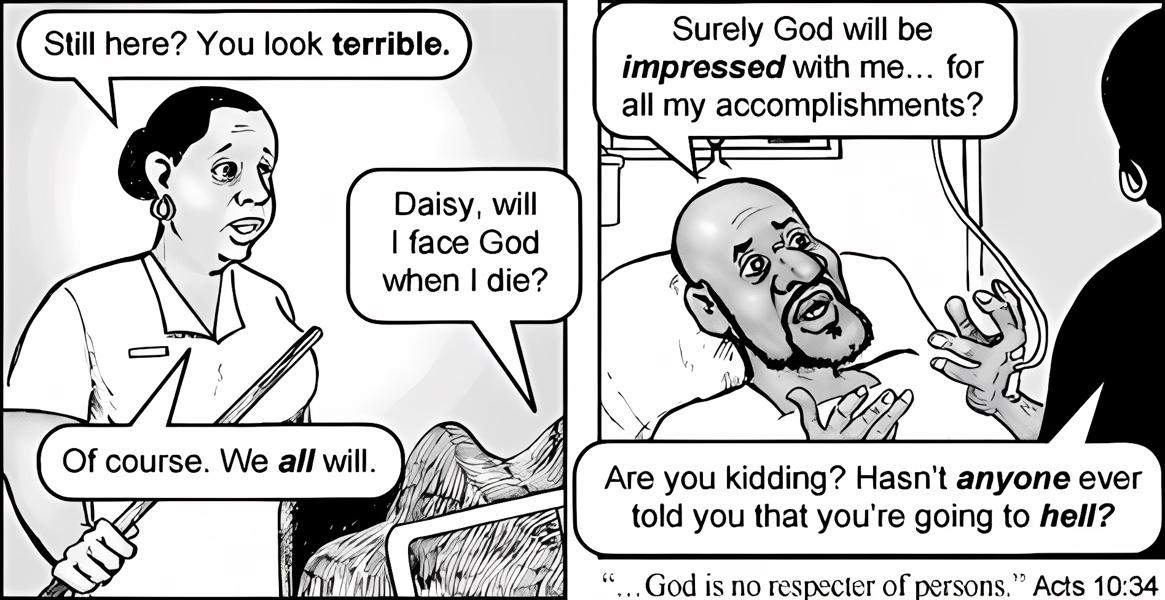 Still here? You look terrible.
Daisy, will
I face God
when I die?
Of course. We all will.
Surely God will be
impressed with me... for
all my accomplishments?
Are you kidding? Hasn't anyone ever
told you that you're going to hell?
“...God is no respecter of persons.” Acts 10:34